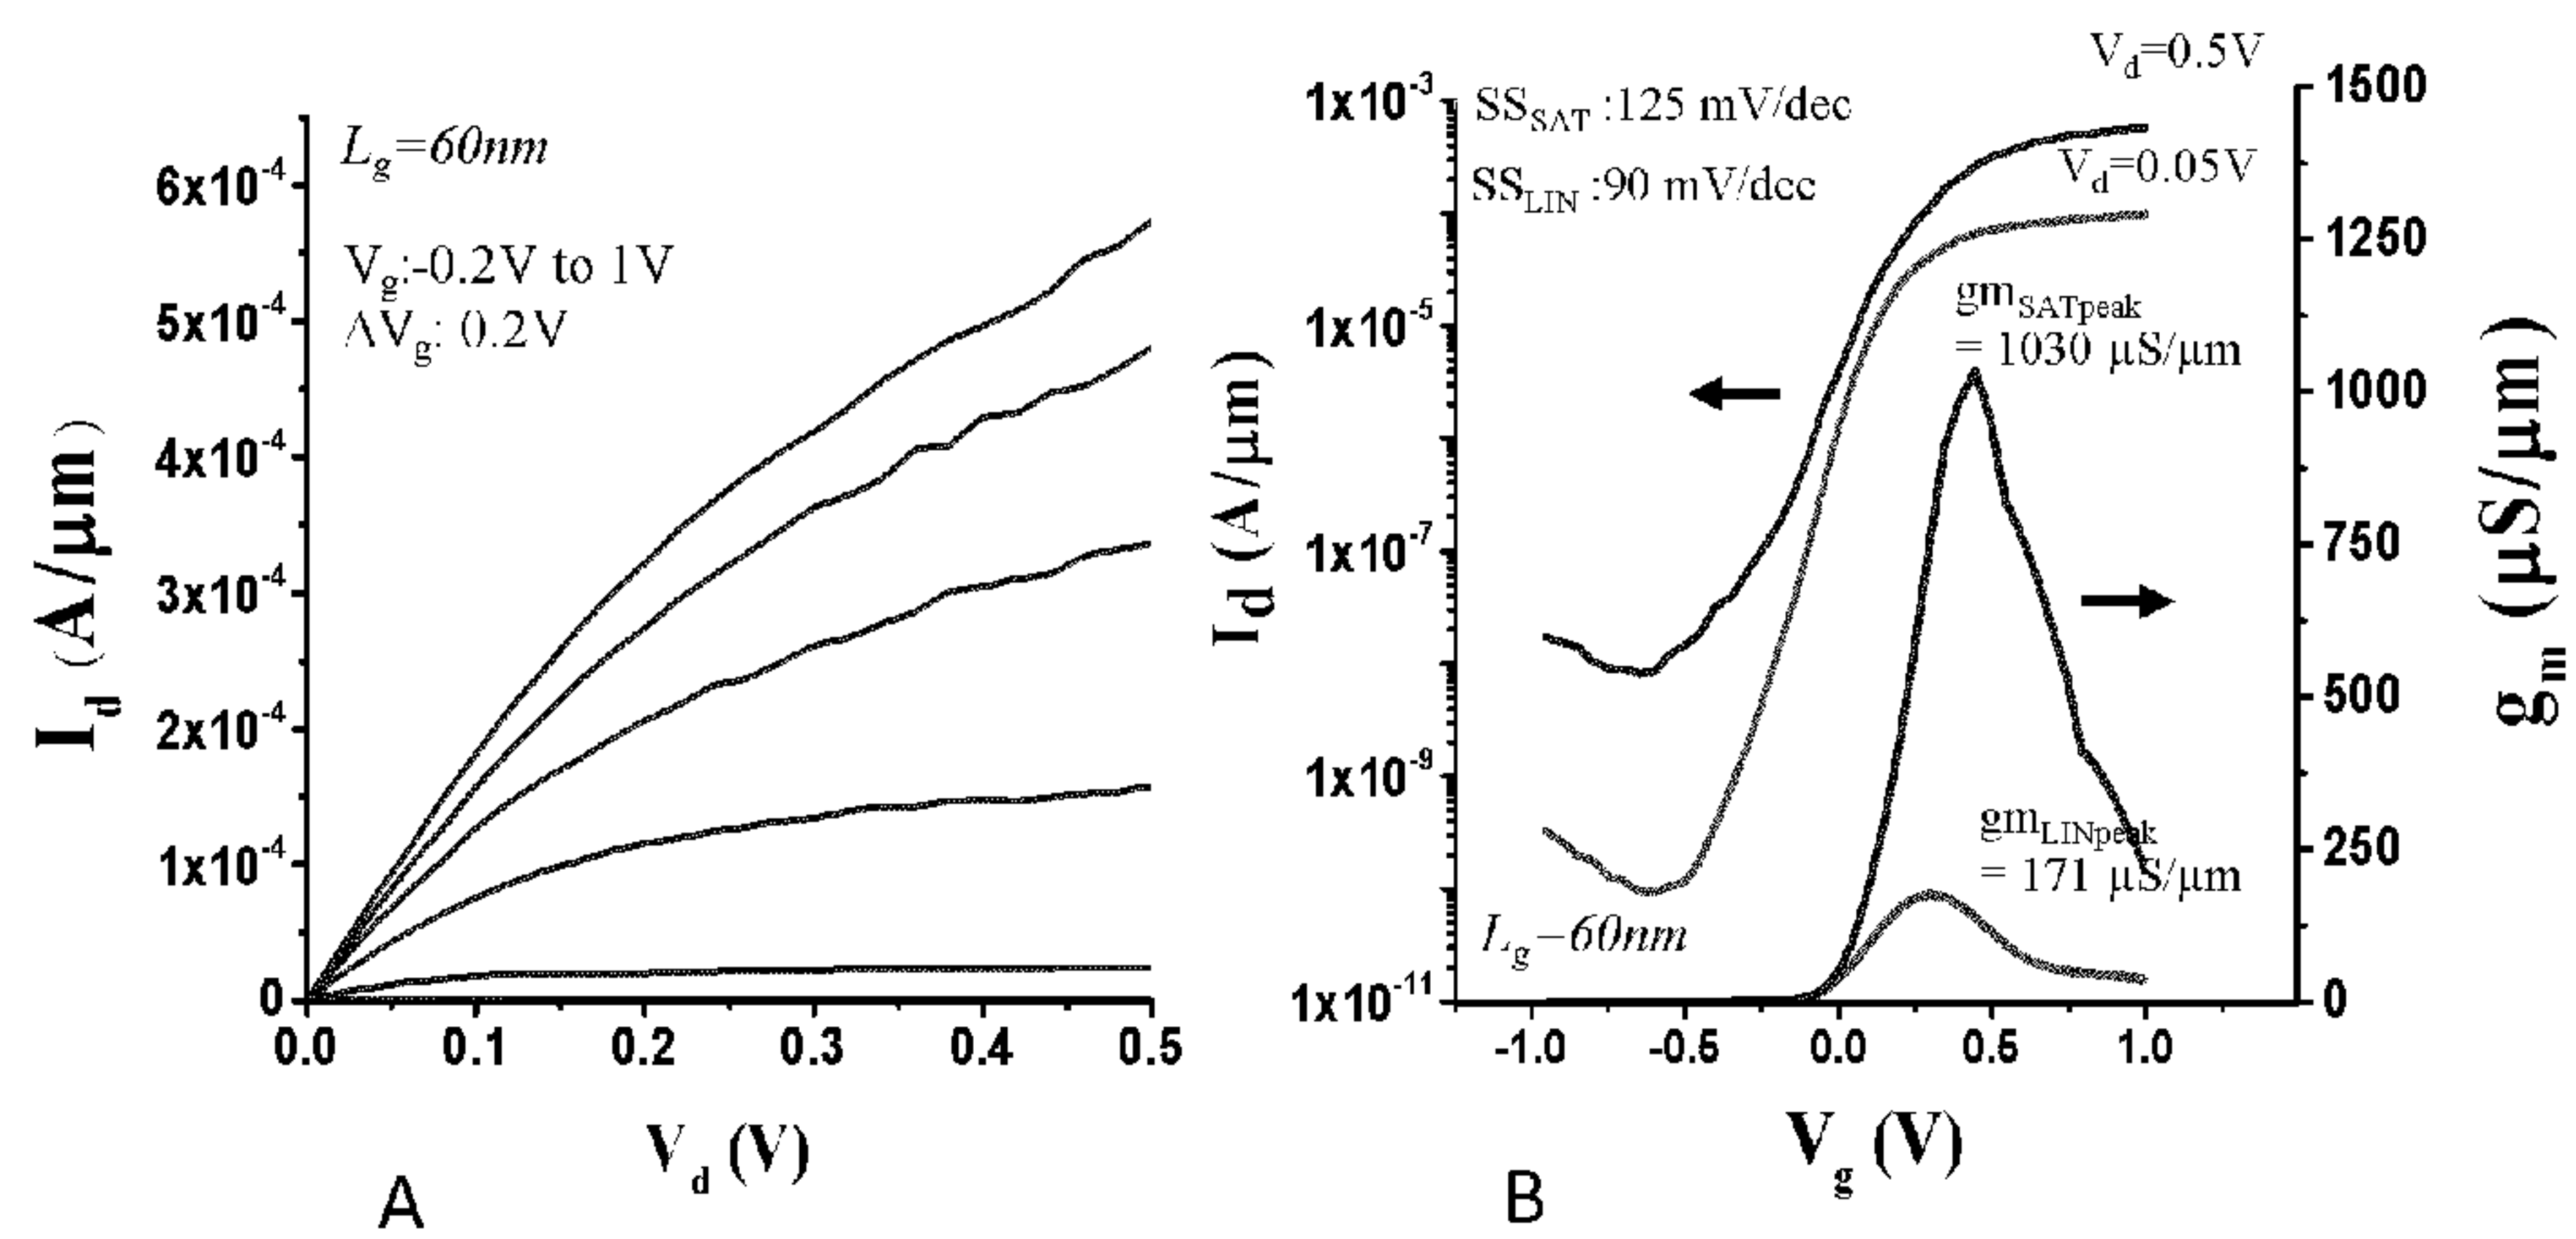 L_g=60nm
V_g:-0.2V to 1V
ΔV_g: 0.2V
6x10^-4
5x10^-4
4x10^-4
3x10^-4
2x10^-4
1x10^-4
0
0.0 0.1 0.2 0.3 0.4 0.5
I_d (A/μm)
V_d (V)
A
V_d=0.5V
SS_SAT :125 mV/dec
V_d=0.05V
SS_LIN :90 mV/dec
gm_SATpeak
= 1030 μS/μm
gm_LINpeak
= 171 μS/μm
L_g=60nm
1x10^-3
1x10^-5
1x10^-7
1x10^-9
1x10^-11
I_d (A/μm)
1500
1250
1000
750
500
250
0
g_m (μS/μm)
-1.0 -0.5 0.0 0.5 1.0
V_g (V)
B